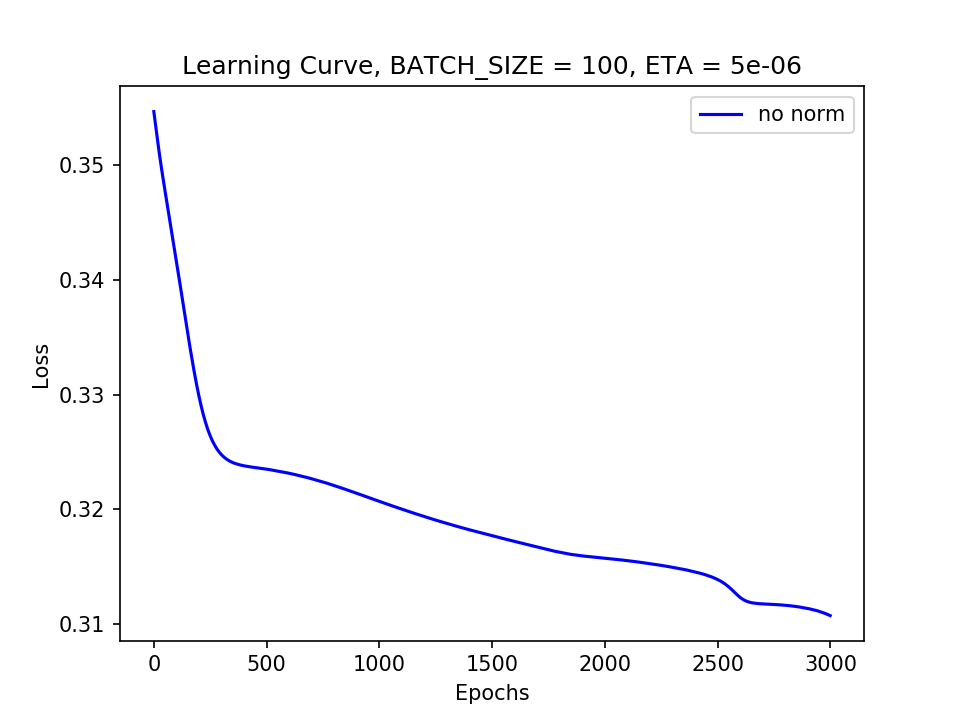 Learning Curve, BATCH_SIZE = 100, ETA = 5e-06
no norm
Loss
0.35
0.34
0.33
0.32
0.31
0 500 1000 1500 2000 2500 3000
Epochs